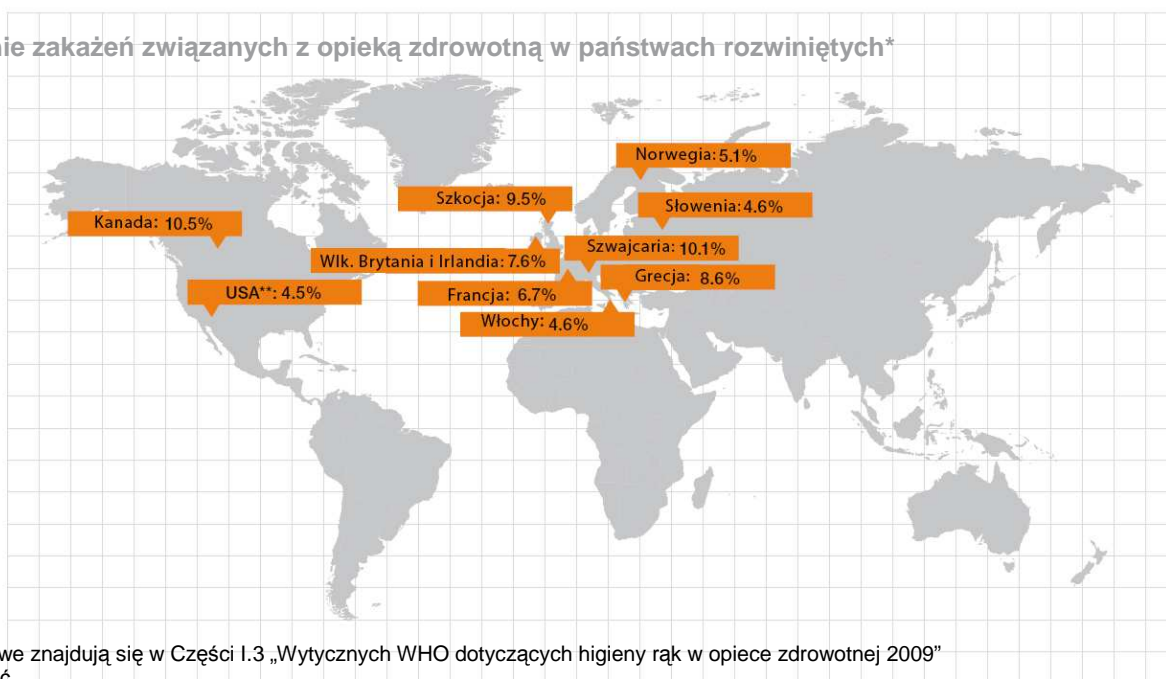 nie zakażeń związanych z opieką zdrowotną w państwach rozwiniętych*
Norwegia: 5.1%
Szkocja: 9.5%
Słowenia: 4.6%
Kanada: 10.5%
Szwajcaria: 10.1%
Wlk. Brytania i Irlandia: 7.6%
Grecja: 8.6%
USA**: 4.5%
Francja: 6.7%
Włochy: 4.6%
we znajdują się w Części I.3 „Wytycznych WHO dotyczących higieny rąk w opiece zdrowotnej 2009”
ć